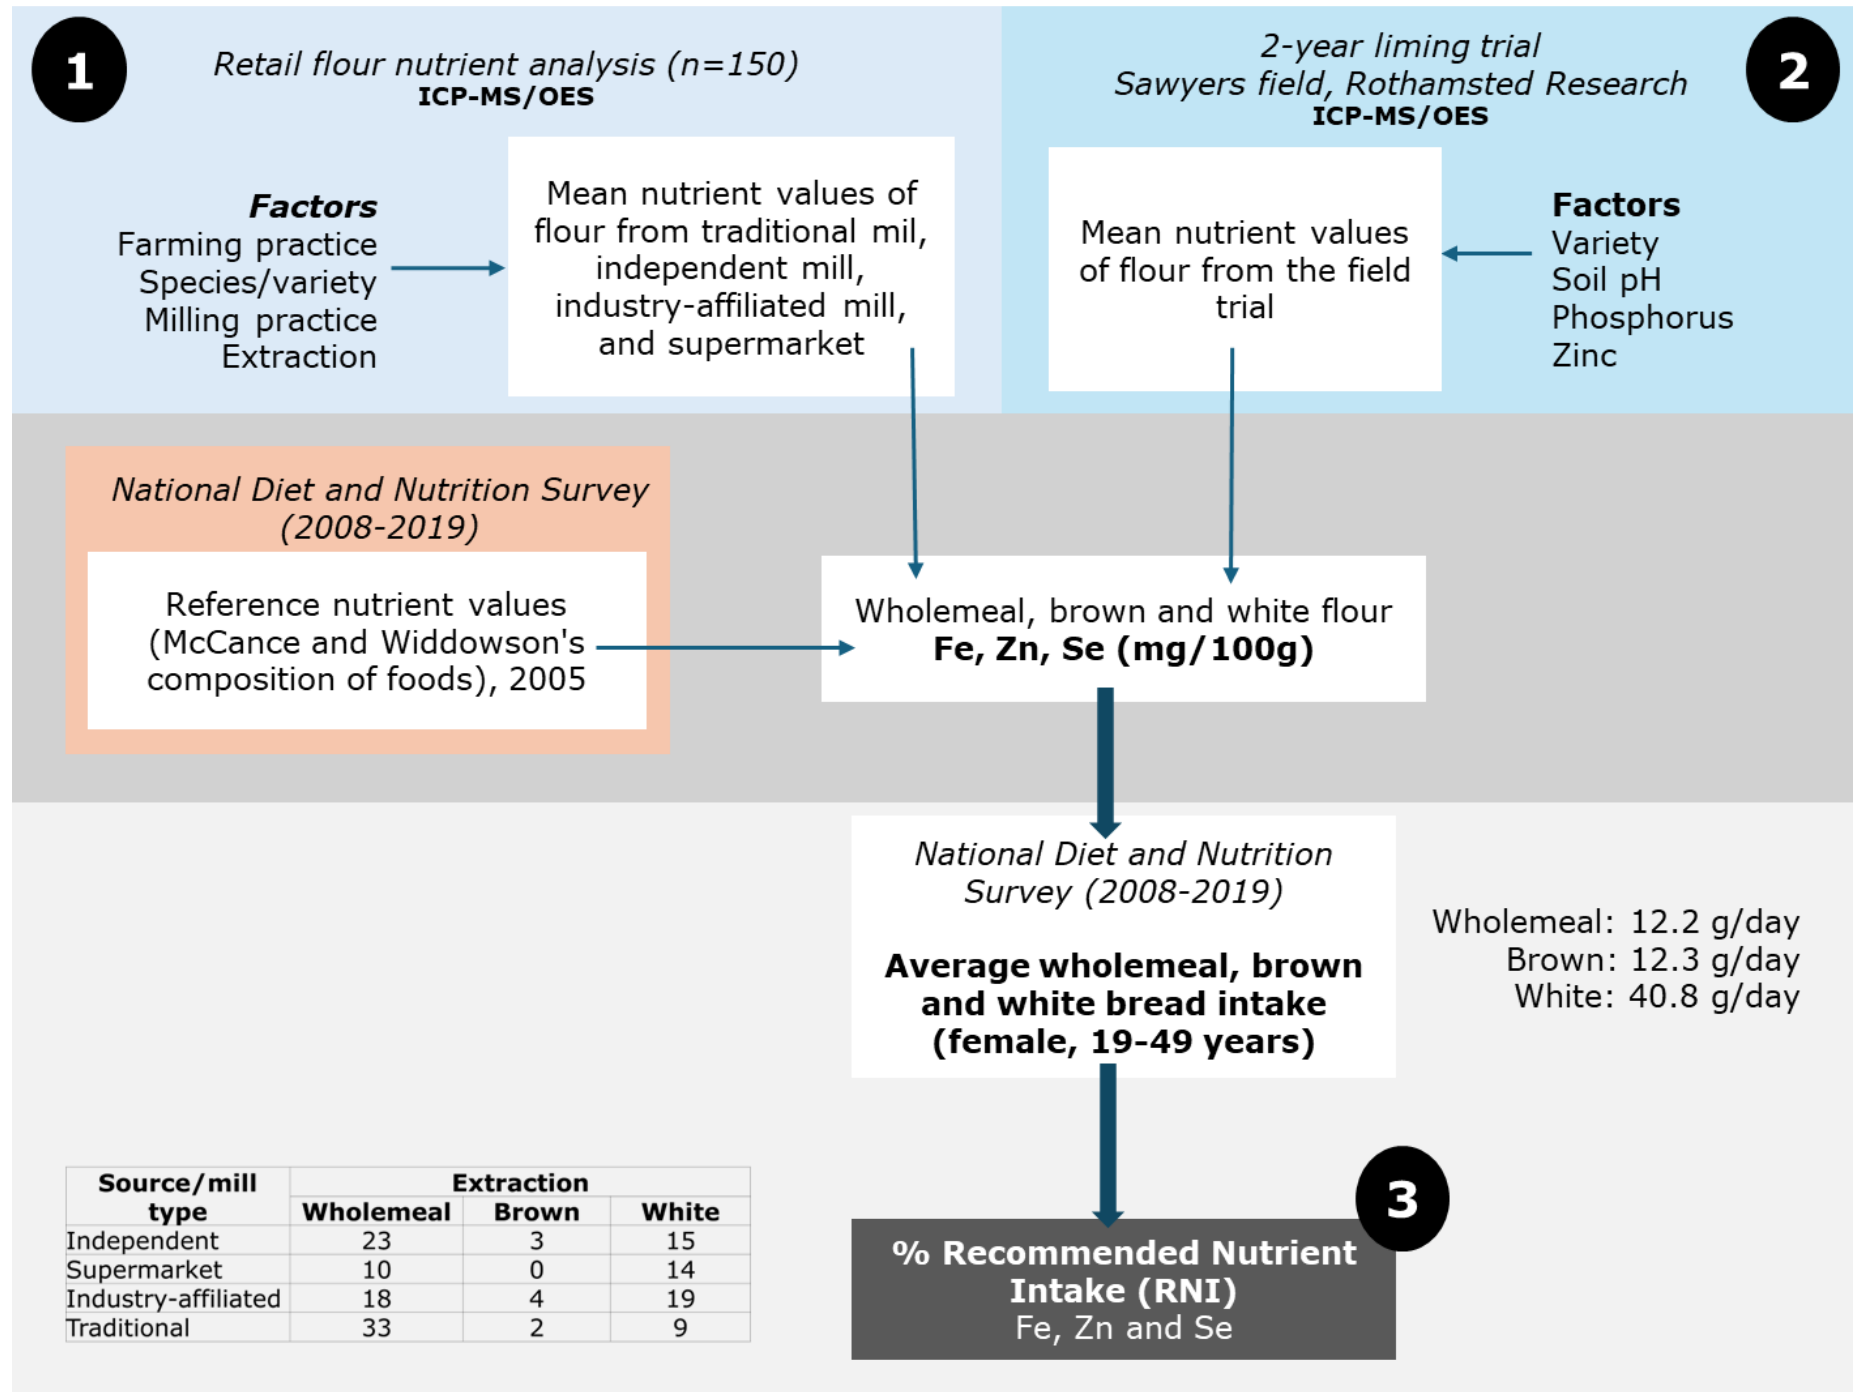 1
Retail flour nutrient analysis (n=150)
ICP-MS/OES
Factors
Farming practice
Species/variety
Milling practice
Extraction
Mean nutrient values of
flour from traditional mil,
independent mill,
industry-affiliated mill,
and supermarket
2-year liming trial
Sawyers field, Rothamsted Research
ICP-MS/OES
2
Mean nutrient values
of flour from the field
trial
Factors
Variety
Soil pH
Phosphorus
Zinc
National Diet and Nutrition Survey
(2008-2019)
Reference nutrient values
(McCance and Widdowson's
composition of foods), 2005
Wholemeal, brown and white flour
Fe, Zn, Se (mg/100g)
National Diet and Nutrition
Survey (2008-2019)
Average wholemeal, brown
and white bread intake
(female, 19-49 years)
Wholemeal: 12.2 g/day
Brown: 12.3 g/day
White: 40.8 g/day
Source/mill type Extraction
Wholemeal Brown White
Independent 23 3 15
Supermarket 10 0 14
Industry-affiliated 18 4 19
Traditional 33 2 9
3
% Recommended Nutrient
Intake (RNI)
Fe, Zn and Se